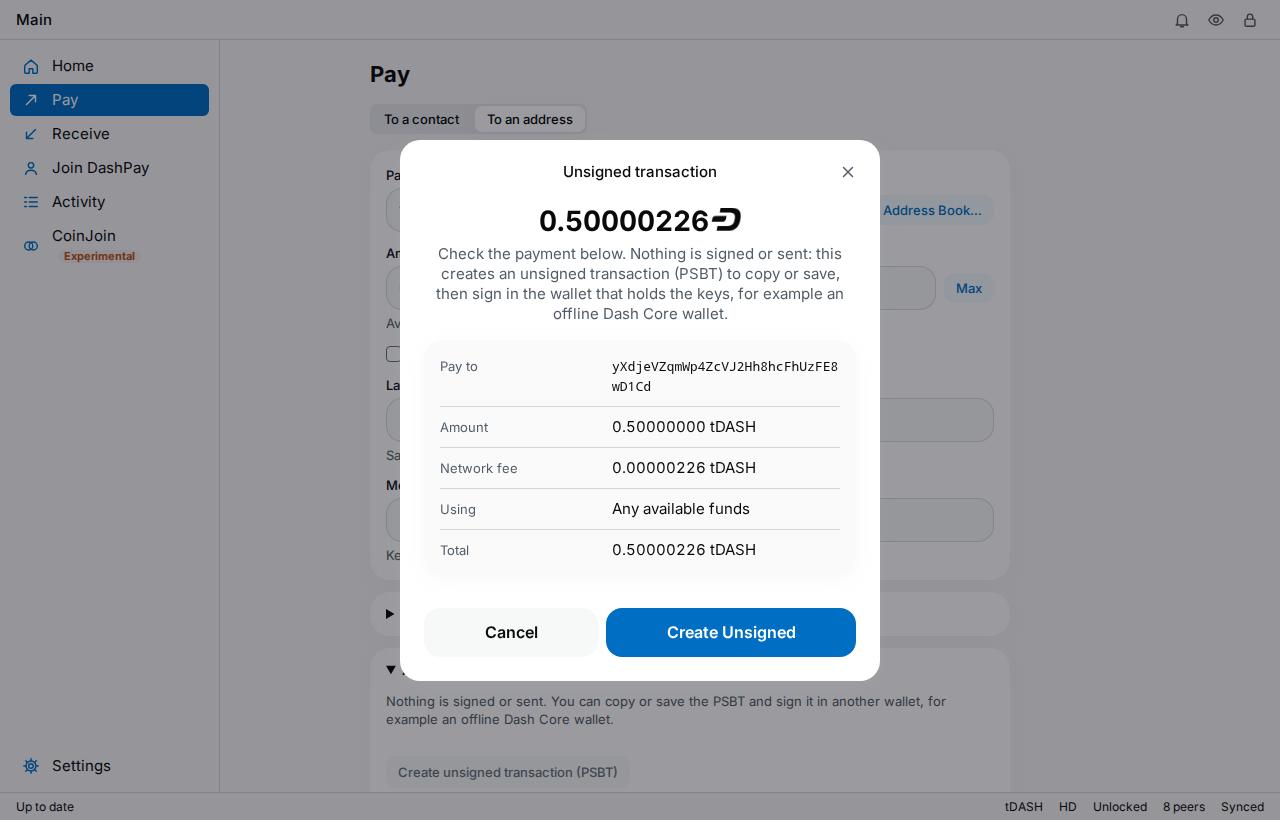 Main
Home
Pay
Receive
Join DashPay
Activity
CoinJoin
Experimental
Settings
Pay
To a contact
To an address
Address Book...
Max
Unsigned transaction
0.50000226
Check the payment below. Nothing is signed or sent: this
creates an unsigned transaction (PSBT) to copy or save,
then sign in the wallet that holds the keys, for example an
offline Dash Core wallet.
Pay to
yXdjeVZqmWp4ZcVJ2Hh8hcFhUzFE8
wD1Cd
Amount
0.50000000 tDASH
Network fee
0.00000226 tDASH
Using
Any available funds
Total
0.50000226 tDASH
Cancel
Create Unsigned
Nothing is signed or sent. You can copy or save the PSBT and sign it in another wallet, for
example an offline Dash Core wallet.
Create unsigned transaction (PSBT)
Up to date
tDASH
HD
Unlocked
8 peers
Synced